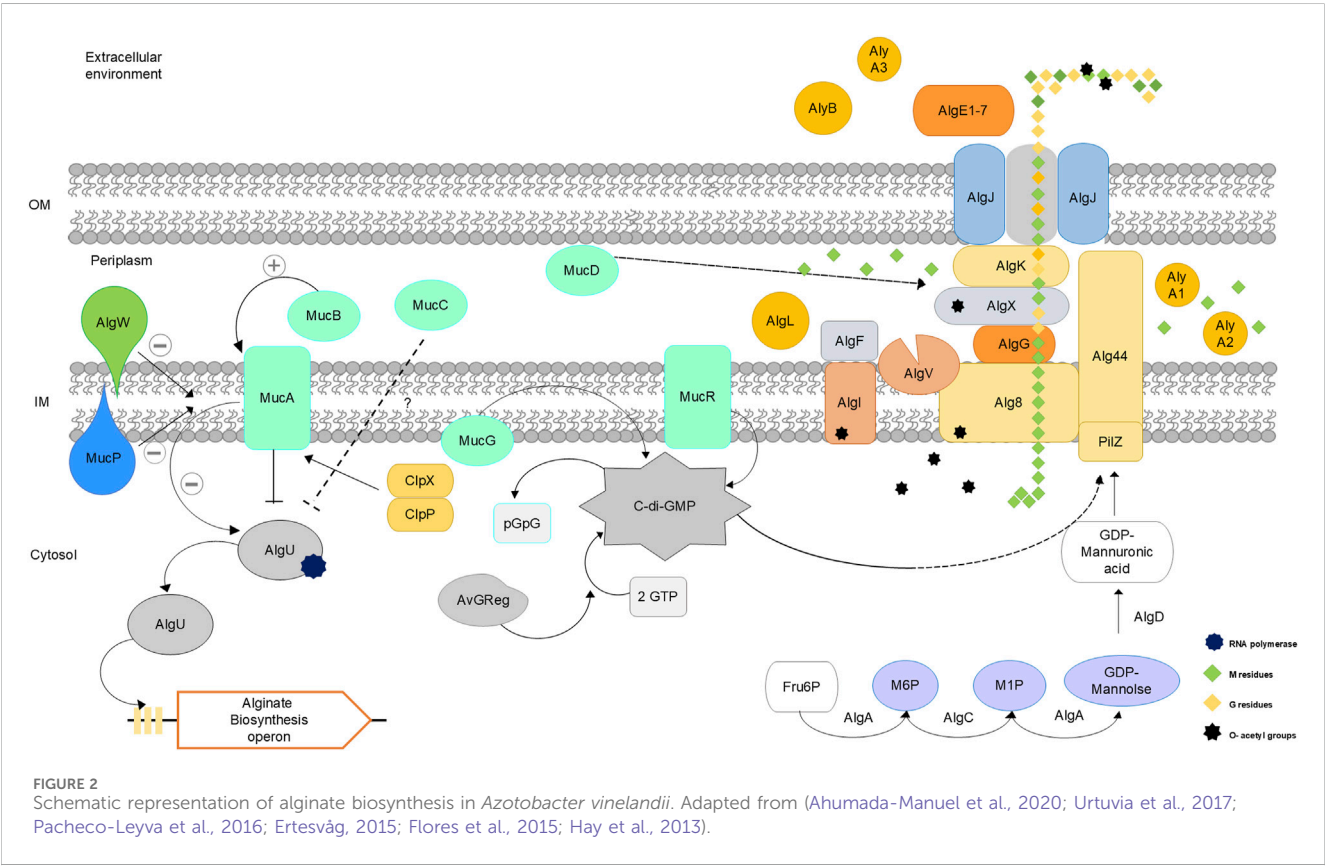 Extracellular
environment
Aly
A3
AlyB
AlgE1-7
AlgJ
AlgJ
OM
Periplasm
MucD
AlgK
Aly
A1
MucC
MucB
AlgX
AlgW
AlgL
AlgF
AlgG
Aly
A2
AlgV
Alg44
IM
MucA
?
MucR
AlgI
Alg8
MucG
PilZ
MucP
ClpX
ClpP
C-di-GMP
pGpG
Cytosol
AlgU
GDP-
Mannuronic
acid
AvGReg
2 GTP
AlgU
AlgD
RNA polymerase
M residues
G residues
O- acetyl groups
Fru6P
M6P
M1P
GDP-
Mannolse
AlgA
AlgC
AlgA
Alginate
Biosynthesis
operon
FIGURE 2
Schematic representation of alginate biosynthesis in Azotobacter vinelandii. Adapted from (Ahumada-Manuel et al., 2020; Urtuvia et al., 2017;
Pacheco-Leyva et al., 2016; Ertesvåg, 2015; Flores et al., 2015; Hay et al., 2013).